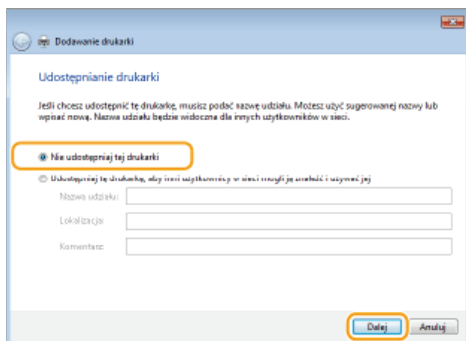 Dodawanie drukarki
Udostępnianie drukarki
Jeśli chcesz udostępnić tę drukarkę, musisz podać nazwę udziału. Możesz użyć sugerowanej nazwy lub
wpisać nową. Nazwa udziału będzie widoczna dla innych użytkowników w sieci.
Nie udostępniaj tej drukarki
Udostępniaj tę drukarkę, aby inni użytkownicy w sieci mogli ją znaleźć i używać jej
Nazwa udziału:
Lokalizacja:
Komentarz:
Dalej
Anuluj